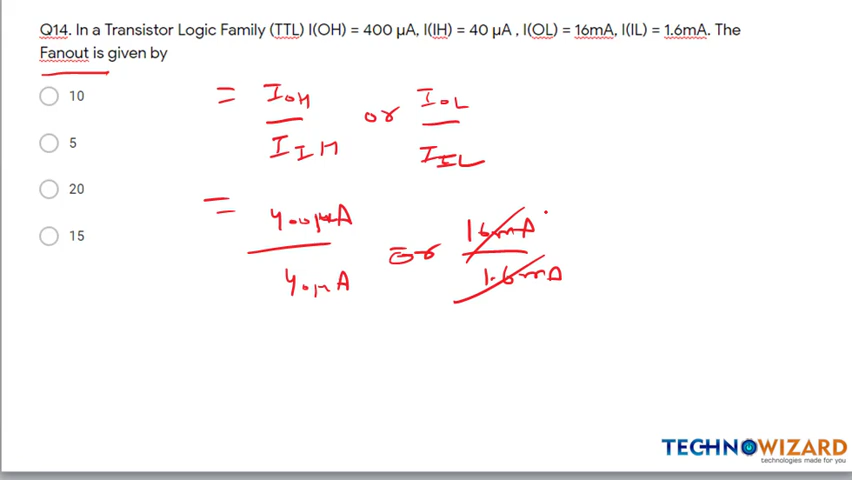 Q14. In a Transistor Logic Family (TTL) I(OH) = 400 µA, I(IH) = 40 µA , I(OL) = 16mA, I(IL) = 1.6mA. The
Fanout is given by
10
5
20
15
= IOH / IIH or IOL / IIL
= 400µA / 40µA or 16mA / 1.6mA
TECHNOWIZARD
technologies made for you